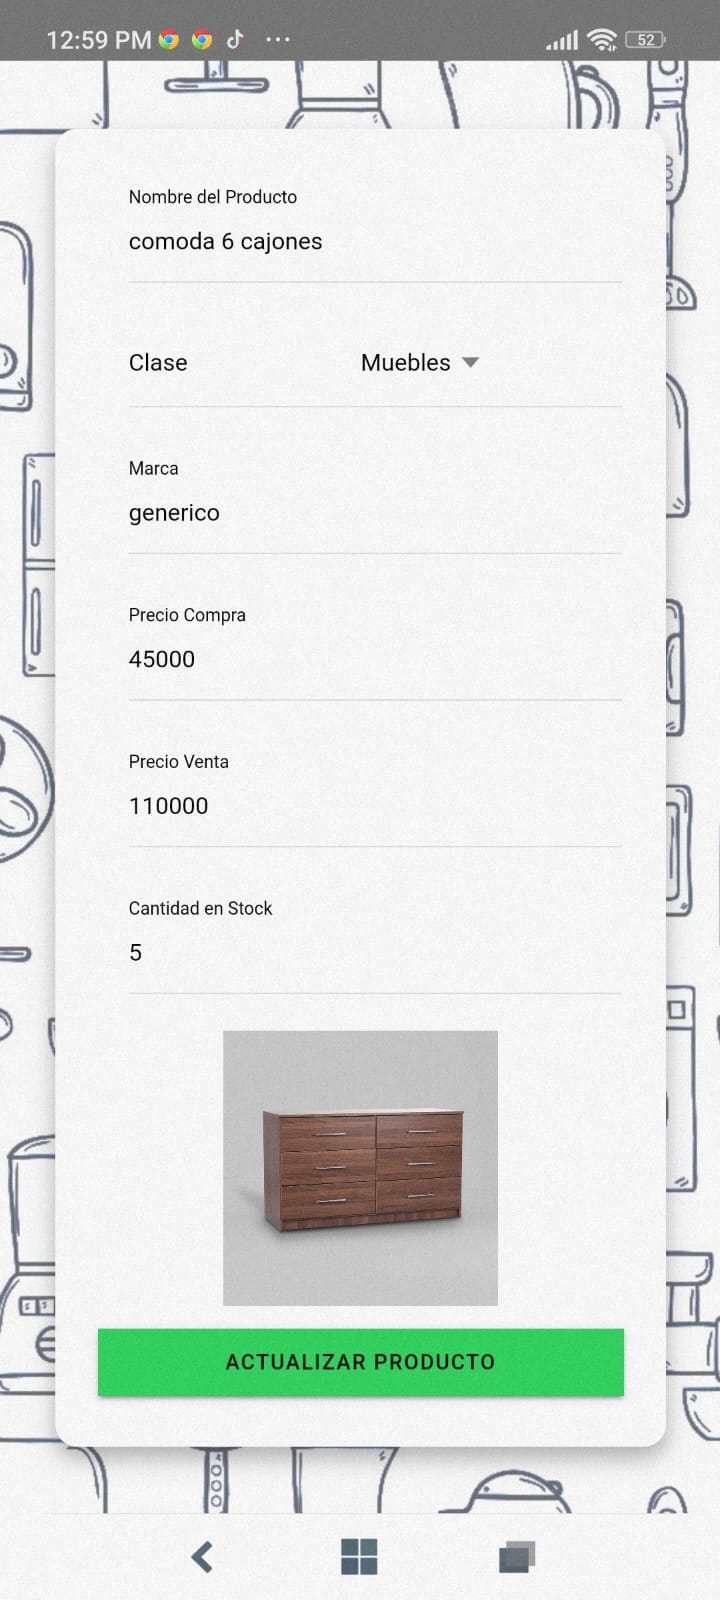 12:59 PM
52
Nombre del Producto
comoda 6 cajones
Clase
Muebles
Marca
generico
Precio Compra
45000
Precio Venta
110000
Cantidad en Stock
5
ACTUALIZAR PRODUCTO